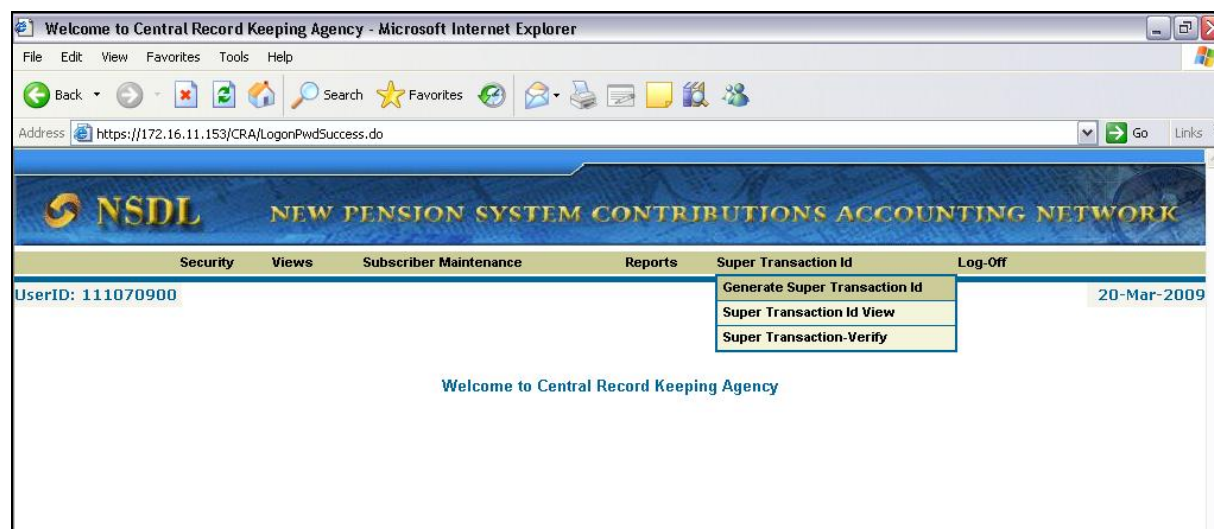 Welcome to Central Record Keeping Agency - Microsoft Internet Explorer
File Edit View Favorites Tools Help
Back Search Favorites
Address https://172.16.11.153/CRA/LogonPwdSuccess.do Go Links
NSDL NEW PENSION SYSTEM CONTRIBUTIONS ACCOUNTING NETWORK
Security Views Subscriber Maintenance Reports Super Transaction Id Log-Off
UserID: 111070900 20-Mar-2009
Generate Super Transaction Id
Super Transaction Id View
Super Transaction-Verify
Welcome to Central Record Keeping Agency